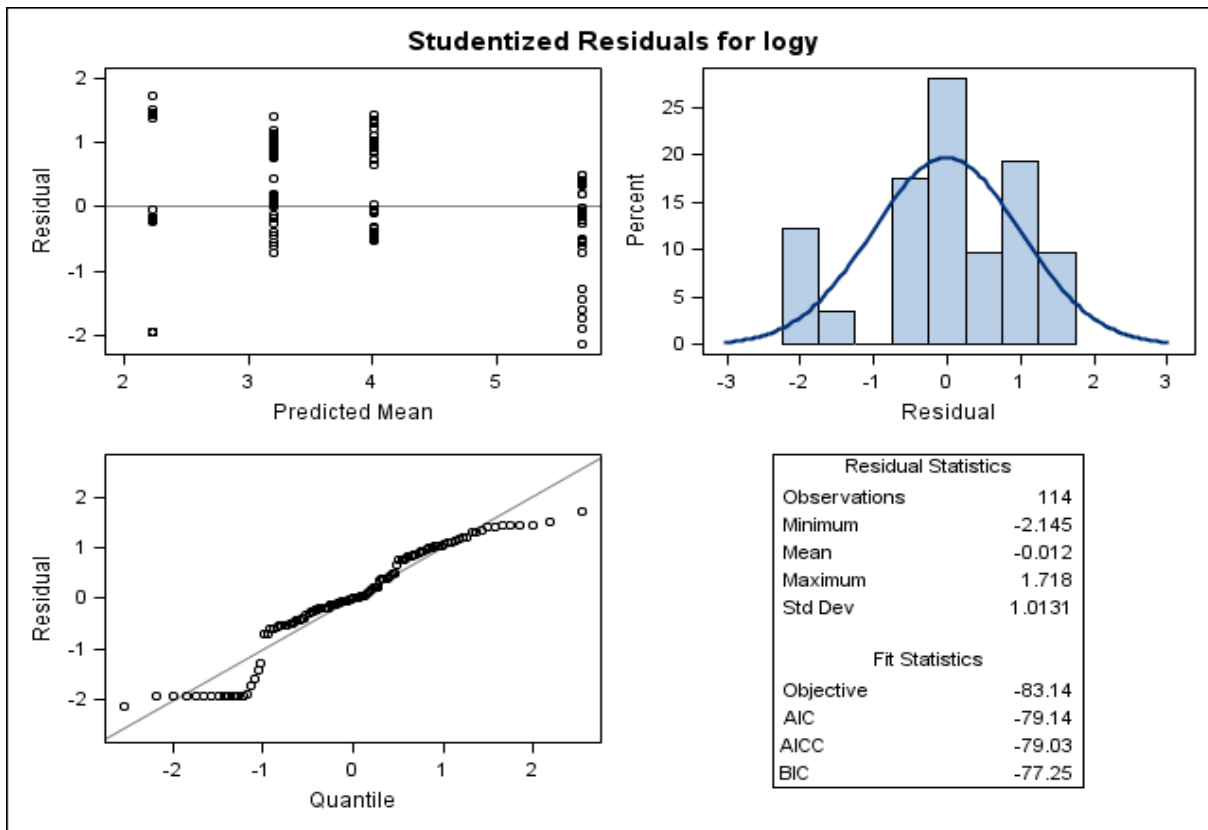 Studentized Residuals for logy
2
1
0
-1
-2
Residual
2 3 4 5
Predicted Mean
25
20
15
10
5
0
Percent
-3 -2 -1 0 1 2 3
Residual
2
1
0
-1
-2
Residual
-2 -1 0 1 2
Quantile
Residual Statistics
Observations 114
Minimum -2.145
Mean -0.012
Maximum 1.718
Std Dev 1.0131
Fit Statistics
Objective -83.14
AIC -79.14
AICC -79.03
BIC -77.25